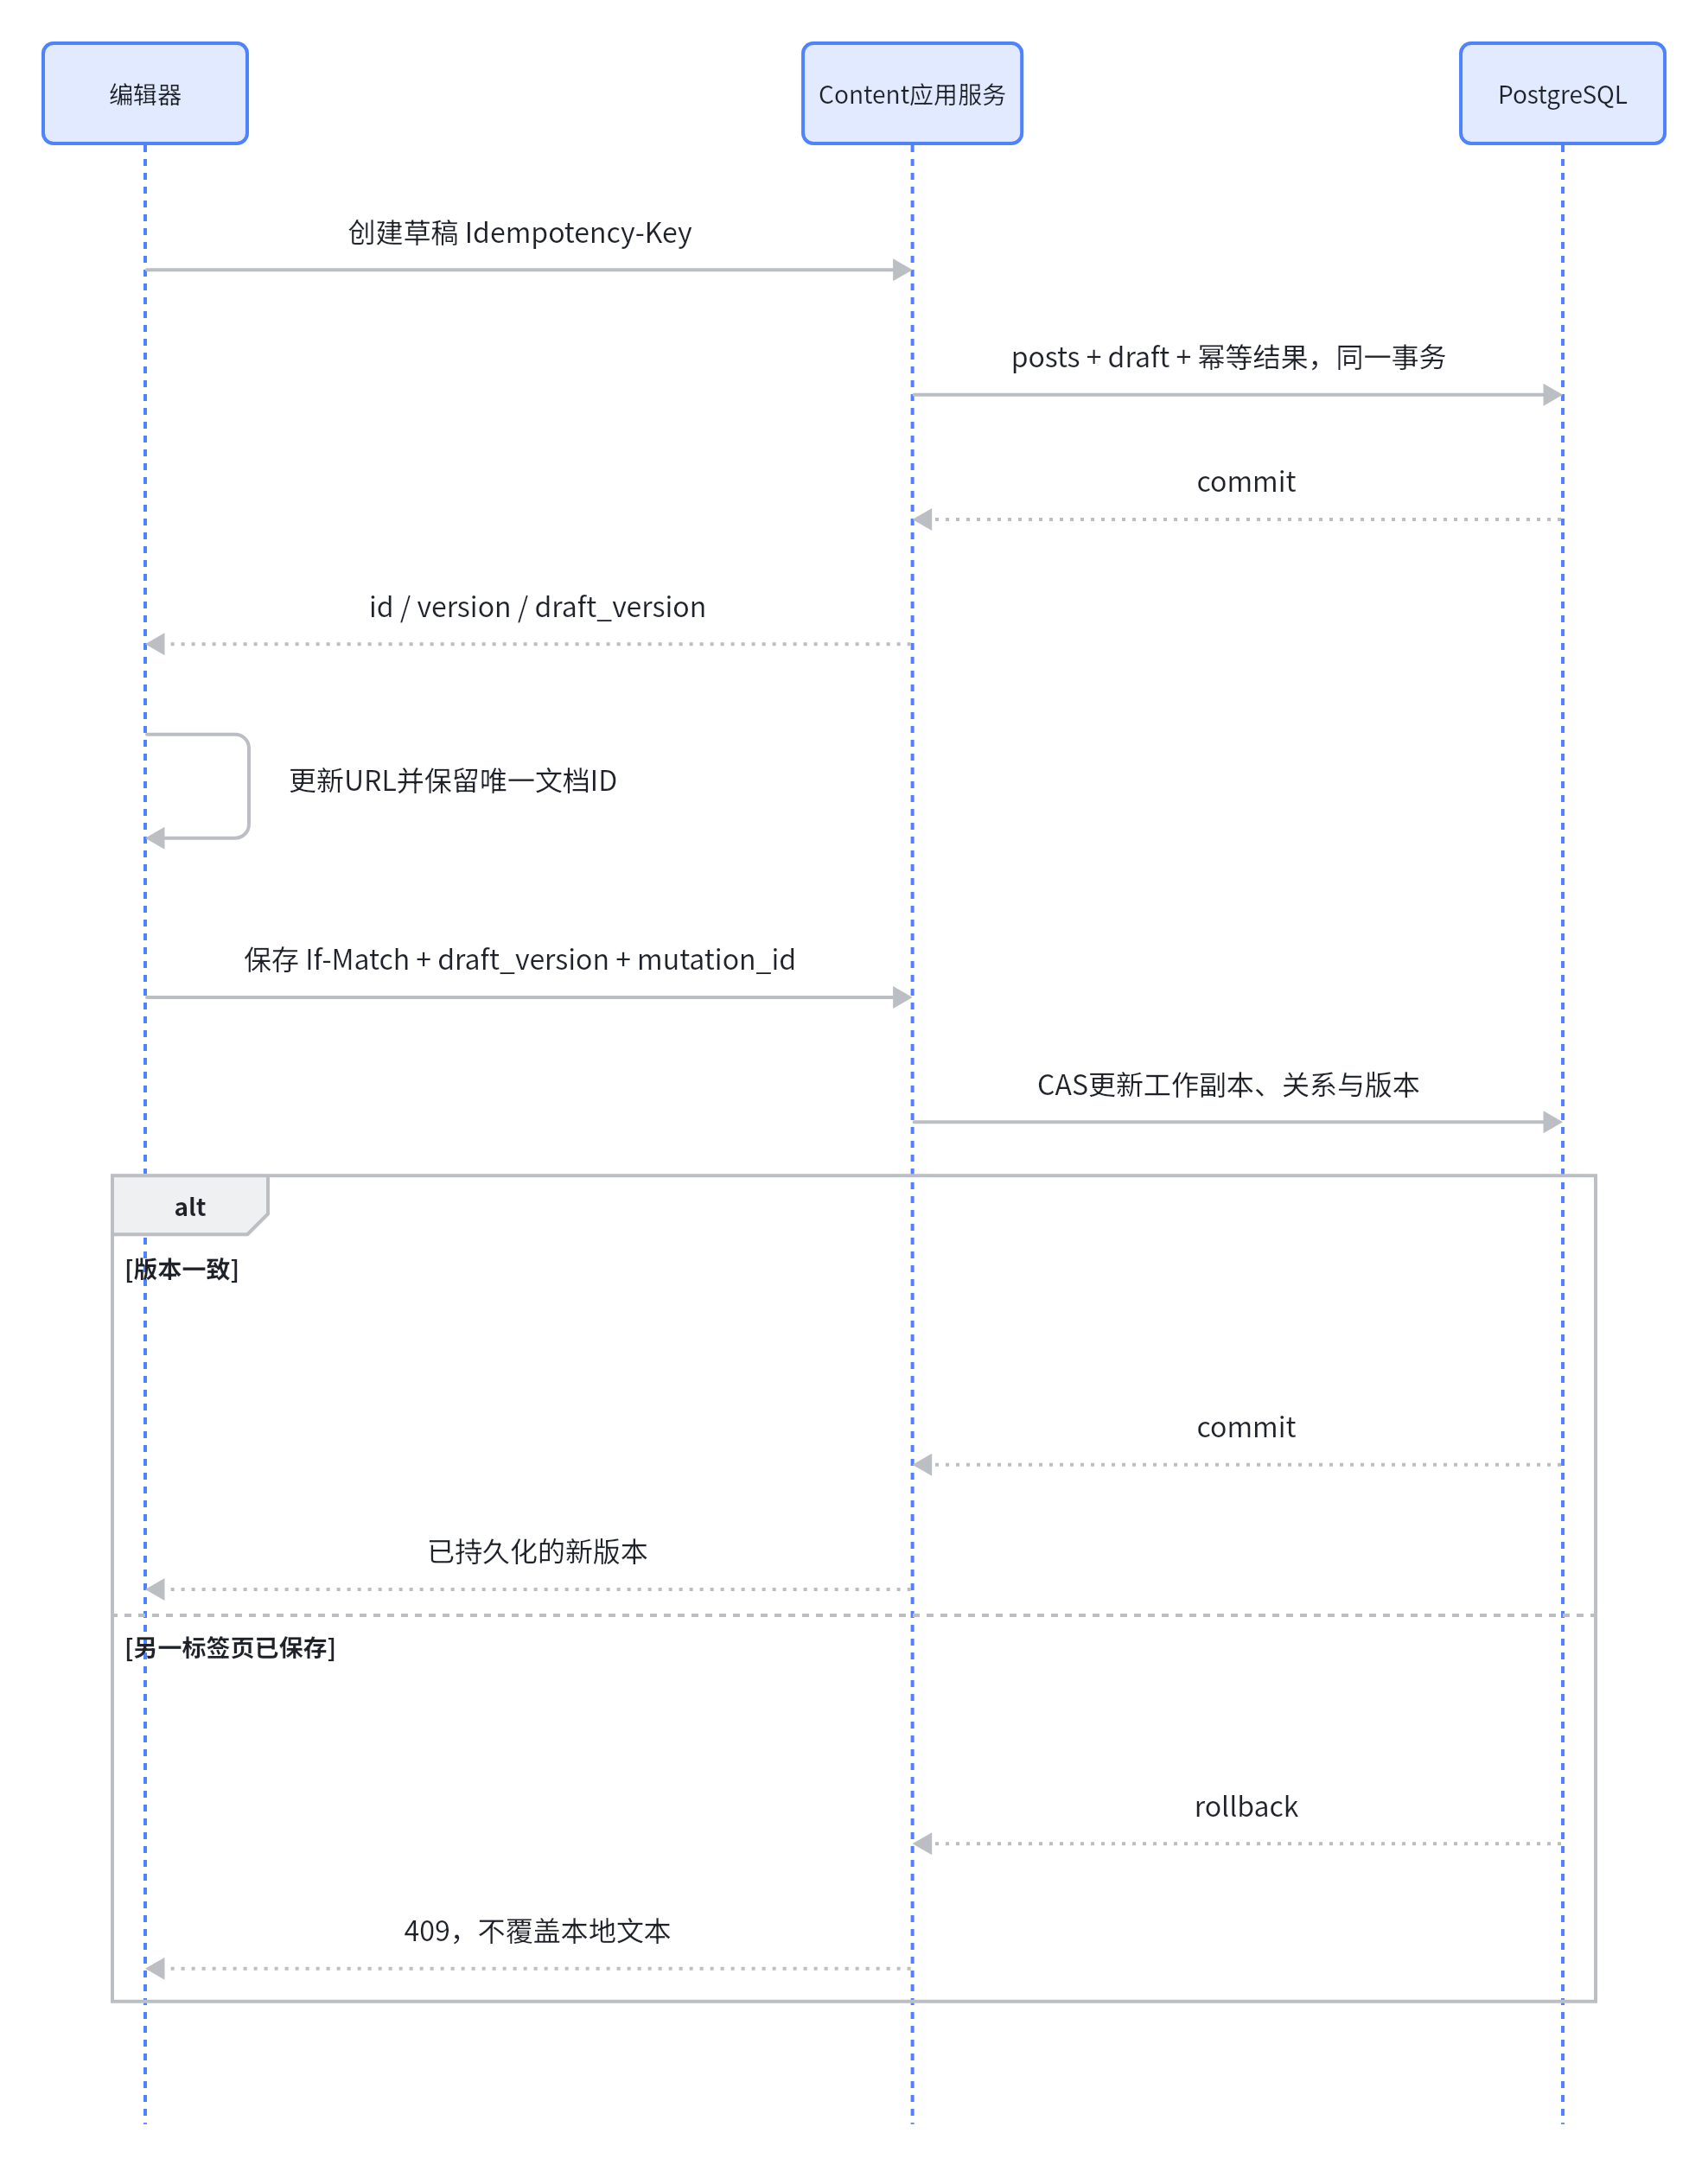 编辑器
Content应用服务
PostgreSQL
创建草稿 Idempotency-Key
posts + draft + 幂等结果，同一事务
commit
id / version / draft_version
更新URL并保留唯一文档ID
保存 If-Match + draft_version + mutation_id
CAS更新工作副本、关系与版本
alt
[版本一致]
commit
已持久化的新版本
[另一标签页已保存]
rollback
409，不覆盖本地文本